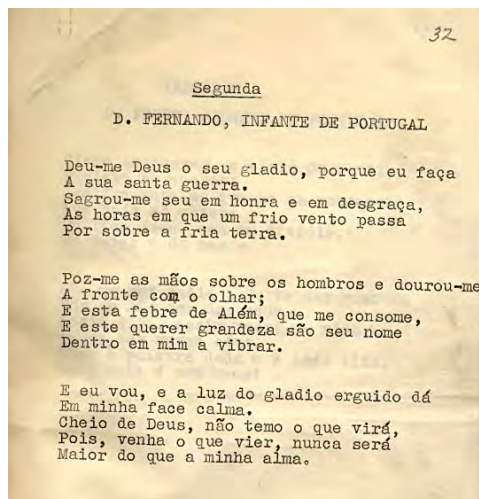 32
Segunda
D. FERNANDO, INFANTE DE PORTUGAL
Deu-me Deus o seu gladio, porque eu faça
A sua santa guerra.
Sagrou-me seu em honra e em desgraça,
As horas em que um frio vento passa
Por sobre a fria terra.
Poz-me as mãos sobre os hombros e dourou-me
A fronte com o olhar;
E esta febre de Além, que me consome,
E este querer grandeza são seu nome
Dentro em mim a vibrar.
E eu vou, e a luz do gladio erguido dá
Em minha face calma.
Cheio de Deus, não temo o que virá,
Pois, venha o que vier, nunca será
Maior do que a minha alma.